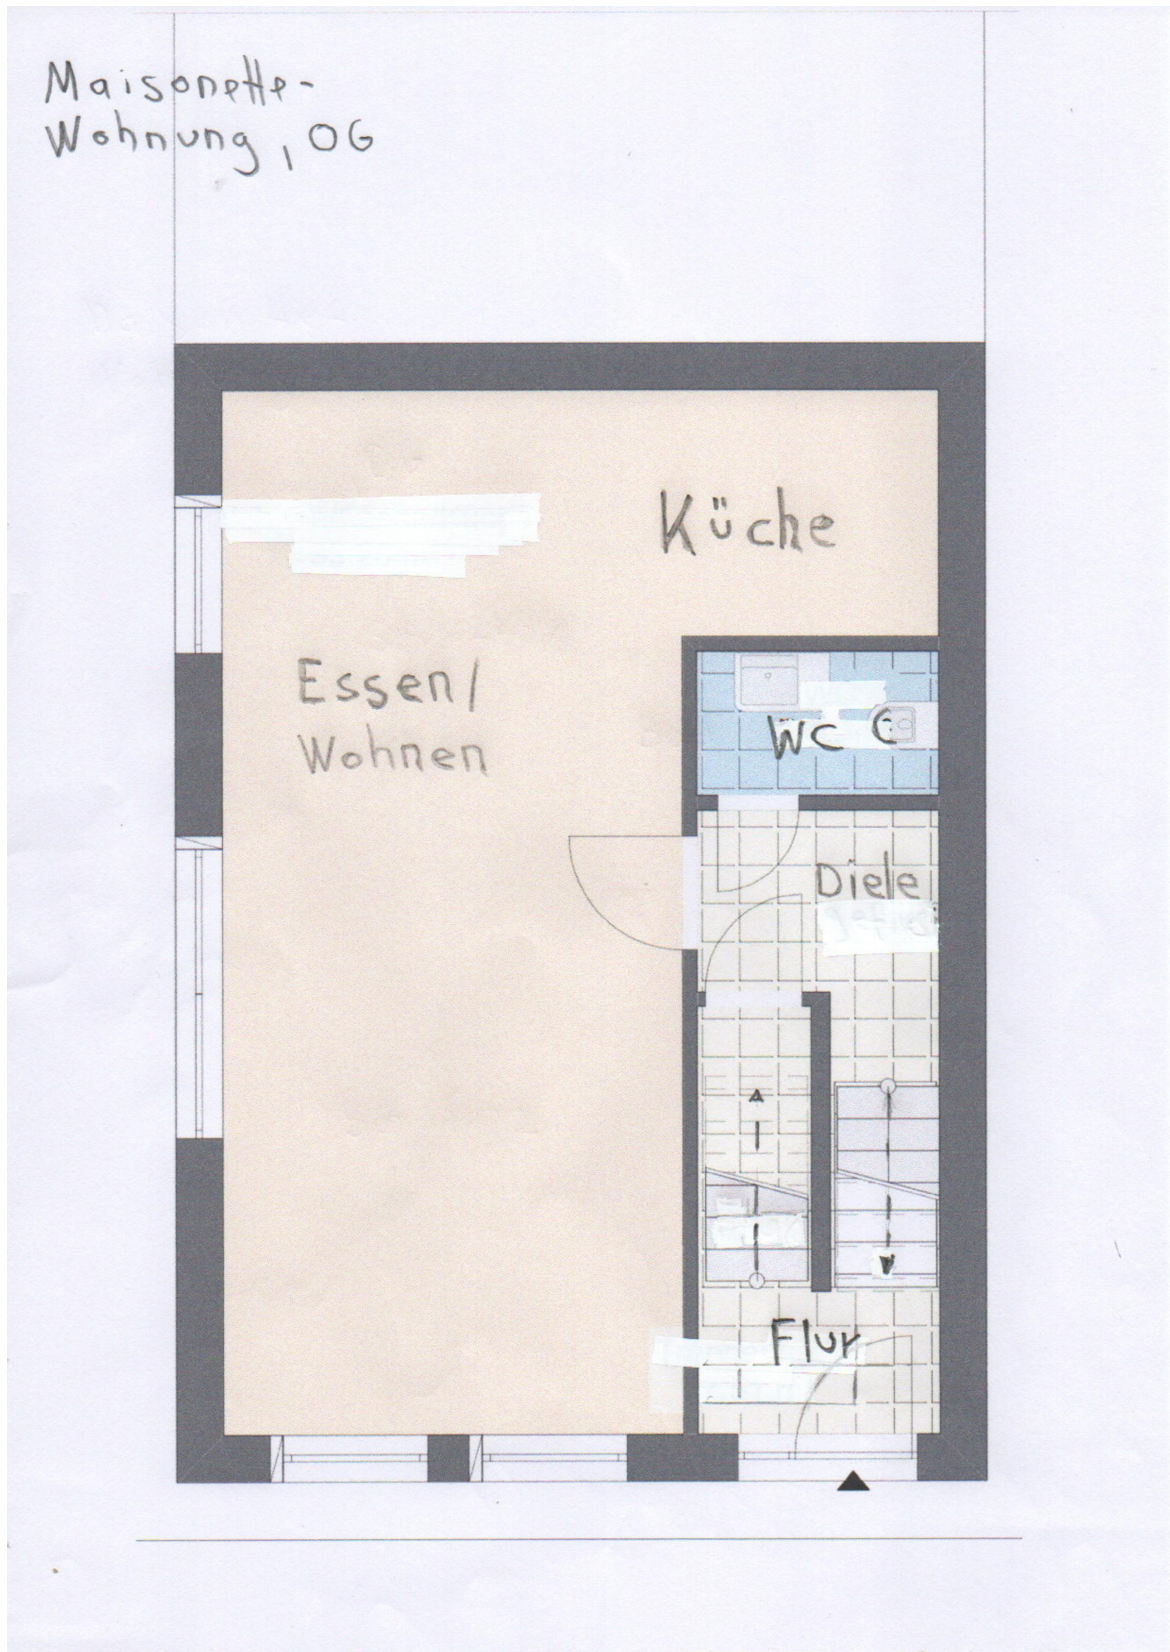 Maisonette-
Wohnung, OG
Küche
Essen/
Wohnen
WC
Diele
Flur